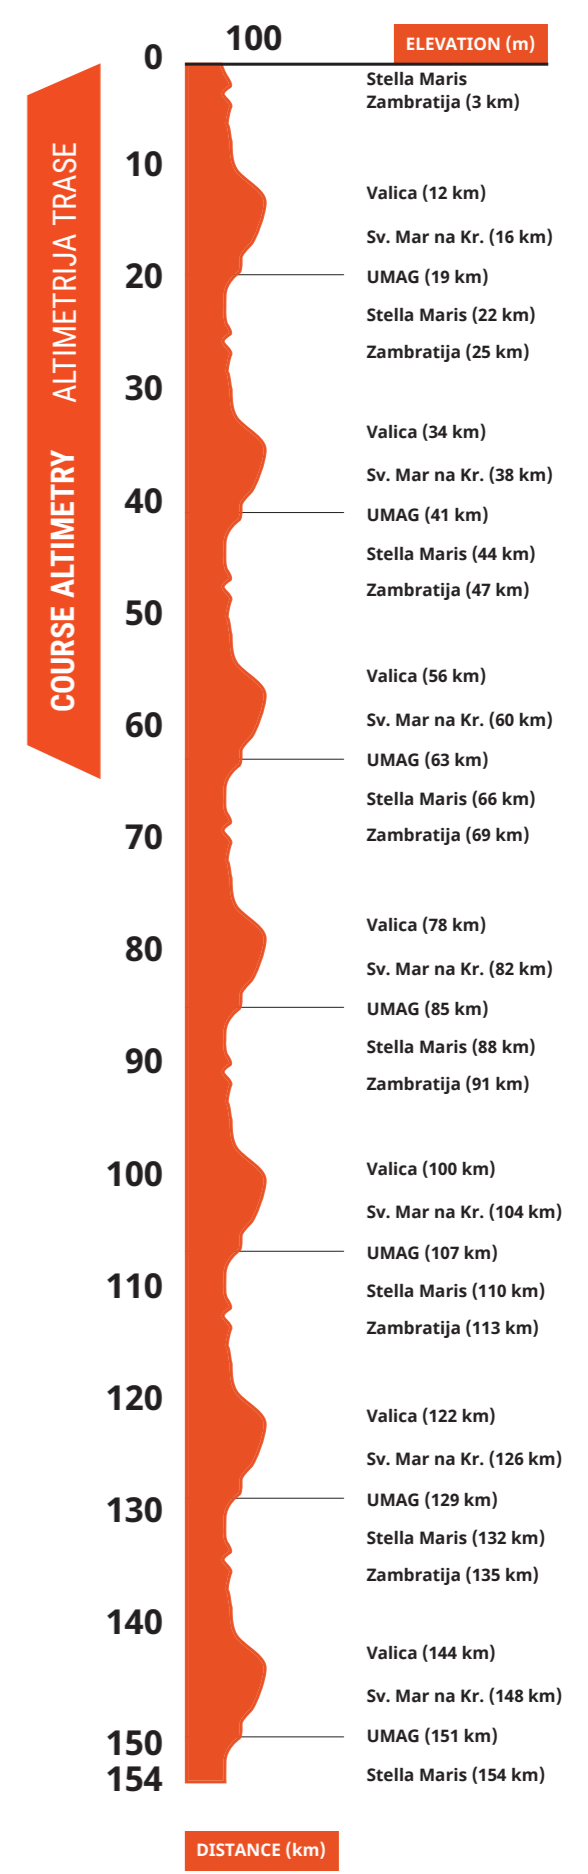 100
ELEVATION (m)
0
Stella Maris
Zambratija (3 km)
10
Valica (12 km)
Sv. Mar na Kr. (16 km)
20
UMAG (19 km)
Stella Maris (22 km)
Zambratija (25 km)
30
Valica (34 km)
Sv. Mar na Kr. (38 km)
40
UMAG (41 km)
Stella Maris (44 km)
Zambratija (47 km)
50
Valica (56 km)
Sv. Mar na Kr. (60 km)
60
UMAG (63 km)
Stella Maris (66 km)
Zambratija (69 km)
70
Valica (78 km)
80
Sv. Mar na Kr. (82 km)
UMAG (85 km)
Stella Maris (88 km)
90
Zambratija (91 km)
Valica (100 km)
100
Sv. Mar na Kr. (104 km)
UMAG (107 km)
110
Stella Maris (110 km)
Zambratija (113 km)
120
Valica (122 km)
Sv. Mar na Kr. (126 km)
UMAG (129 km)
130
Stella Maris (132 km)
Zambratija (135 km)
140
Valica (144 km)
Sv. Mar na Kr. (148 km)
UMAG (151 km)
150
Stella Maris (154 km)
154
DISTANCE (km)
COURSE ALTIMETRY ALTIMETRIJA TRASE